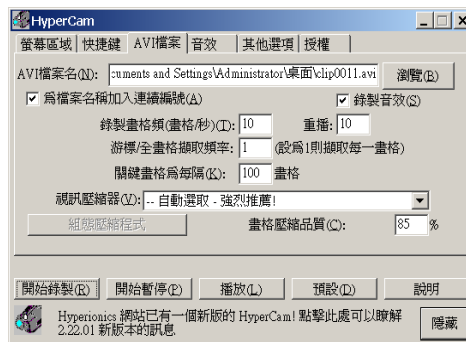 HyperCam
螢幕區域 快捷鍵 AVI檔案 音效 其他選項 授權
AVI檔案名(N): cuments and Settings\Administrator\桌面\clip0011.avi 瀏覽(B)
為檔案名稱加入連續編號(A) 錄製音效(S)
錄製畫格頻(畫格/秒)(T): 10 重播: 10
游標/全畫格擷取頻率: 1 (設為1則擷取每一畫格)
關鍵畫格為每隔(K): 100 畫格
視訊壓縮器(V): -- 自動選取 - 強烈推薦!
組態壓縮程式 畫格壓縮品質(C): 85 %
開始錄製(R) 開始暫停(P) 播放(L) 預設(D) 說明
Hyperionics 網站已有一個新版的 HyperCam! 點擊此處可以瞭解
2.22.01 新版本的訊息. 隱藏